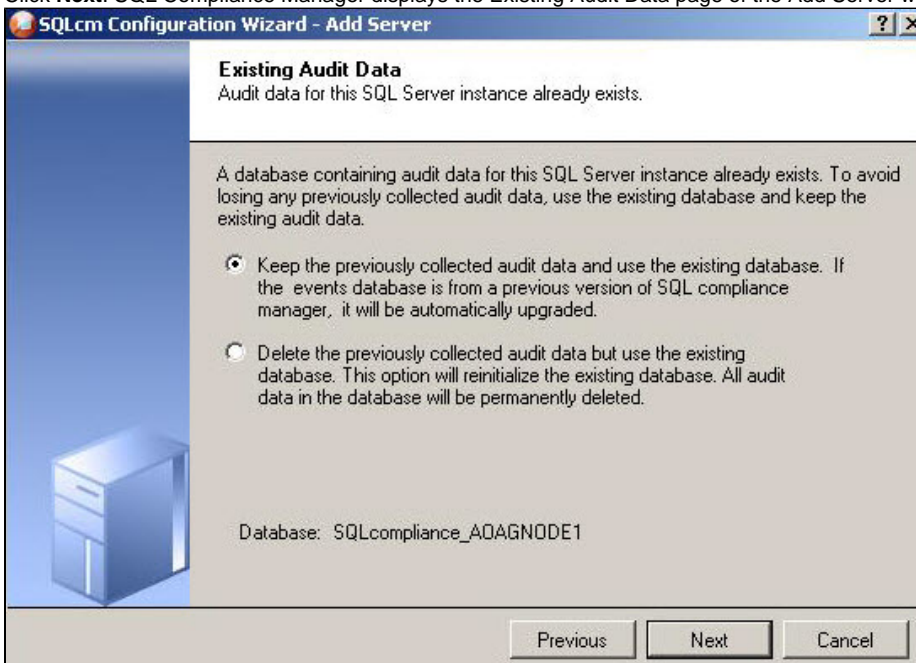 Click Next. SQL Compliance Manager displays the Existing Audit Data page of the Add Server w
SQLcm Configuration Wizard - Add Server
Existing Audit Data
Audit data for this SQL Server instance already exists.
A database containing audit data for this SQL Server instance already exists. To avoid
losing any previously collected audit data, use the existing database and keep the
existing audit data.
Keep the previously collected audit data and use the existing database. If
the events database is from a previous version of SQL compliance
manager, it will be automatically upgraded.
Delete the previously collected audit data but use the existing
database. This option will reinitialize the existing database. All audit
data in the database will be permanently deleted.
Database: SQLcompliance_AOAGNODE1
Previous Next Cancel